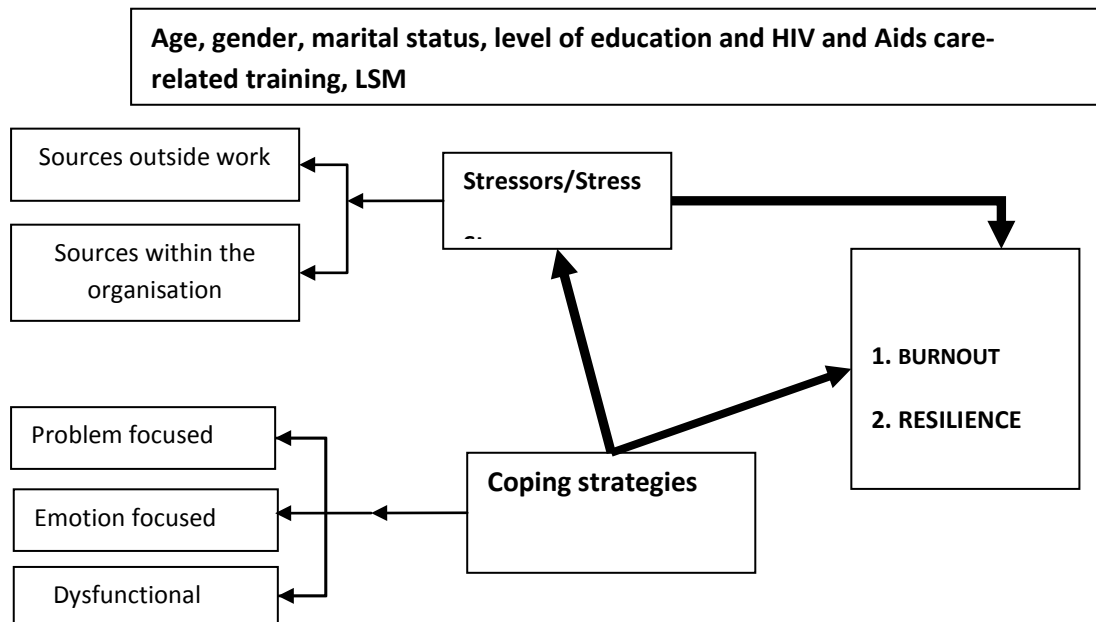 Age, gender, marital status, level of education and HIV and Aids care-
related training, LSM
Sources outside work
Stressors/Stress
Sources within the
organisation
1. BURNOUT
2. RESILIENCE
Problem focused
Coping strategies
Emotion focused
Dysfunctional